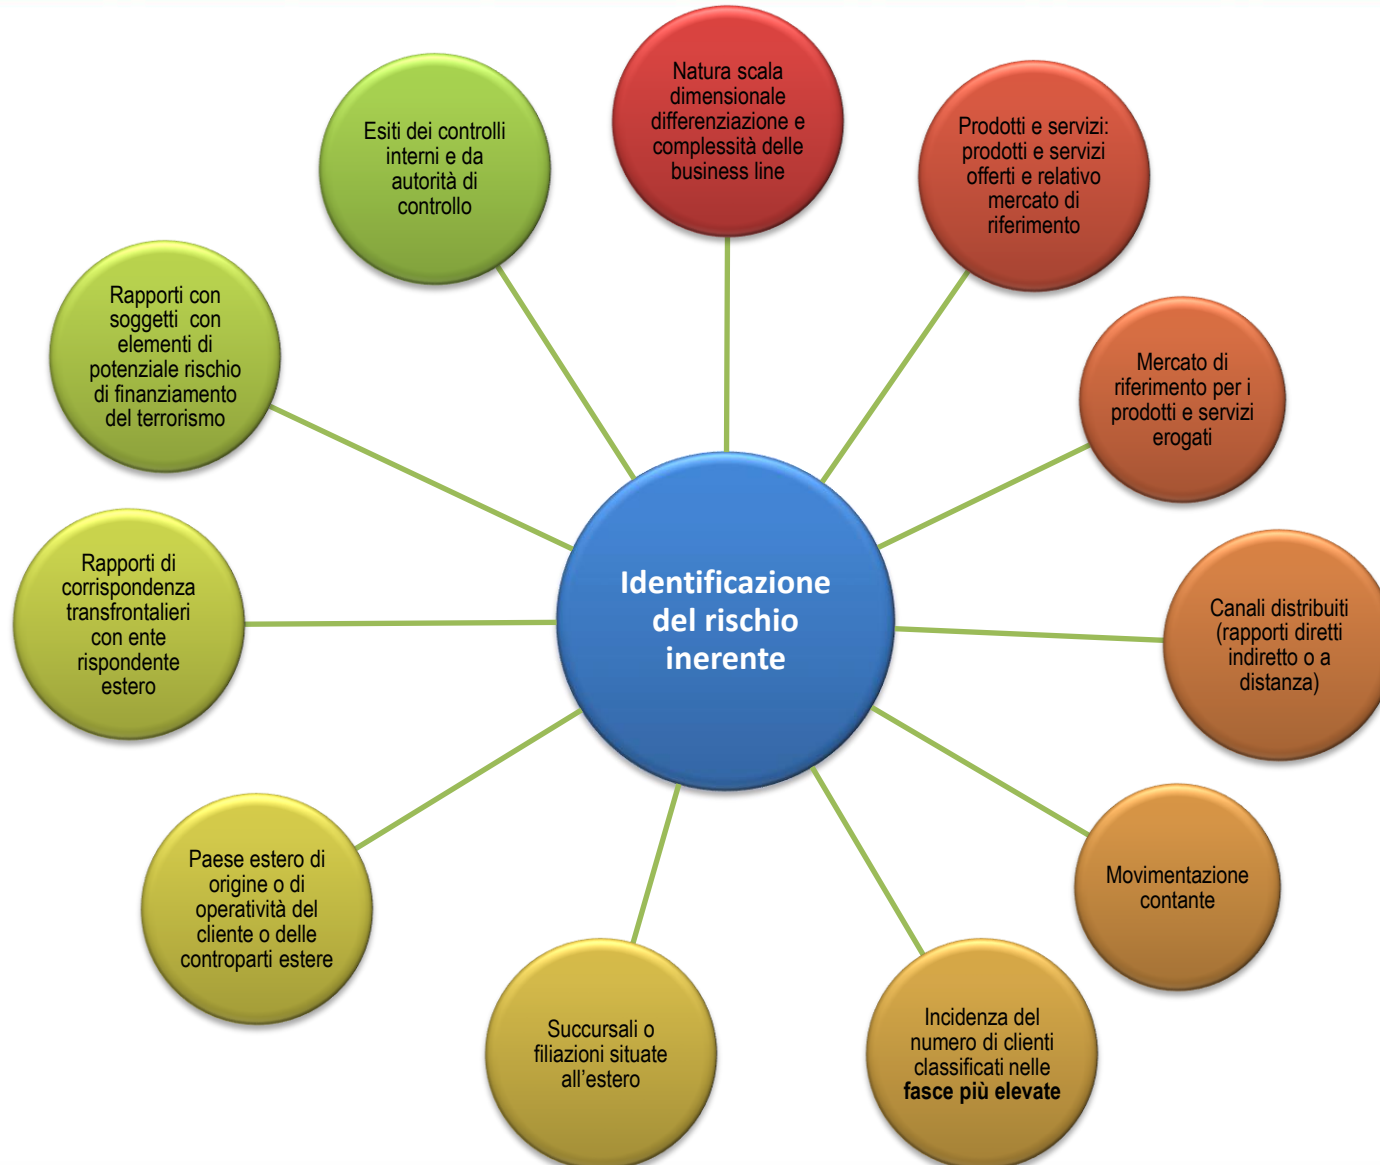 Identificazione
del rischio
inerente
Natura scala
dimensionale
differenziazione e
complessità delle
business line
Prodotti e servizi:
prodotti e servizi
offerti e relativo
mercato di
riferimento
Mercato di
riferimento per i
prodotti e servizi
erogati
Canali distribuiti
(rapporti diretti
indiretto o a
distanza)
Movimentazione
contante
Incidenza del
numero di clienti
classificati nelle
fasce più elevate
Succursali o
filiazioni situate
all'estero
Paese estero di
origine o di
operatività del
cliente o delle
controparti estere
Rapporti di
corrispondenza
transfrontalieri
con ente
rispondente
estero
Rapporti con
soggetti con
elementi di
potenziale rischio
di finanziamento
del terrorismo
Esiti dei controlli
interni e da
autorità di
controllo